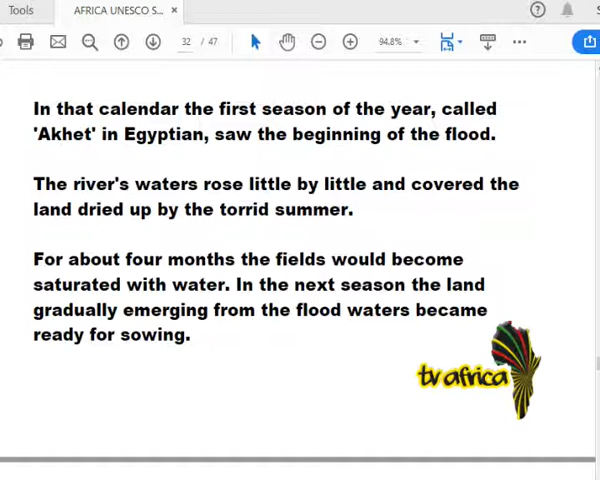 Tools
AFRICA UNESCO S... ×
32 / 47
94.8%
In that calendar the first season of the year, called
'Akhet' in Egyptian, saw the beginning of the flood.
The river's waters rose little by little and covered the
land dried up by the torrid summer.
For about four months the fields would become
saturated with water. In the next season the land
gradually emerging from the flood waters became
ready for sowing.
tv africa